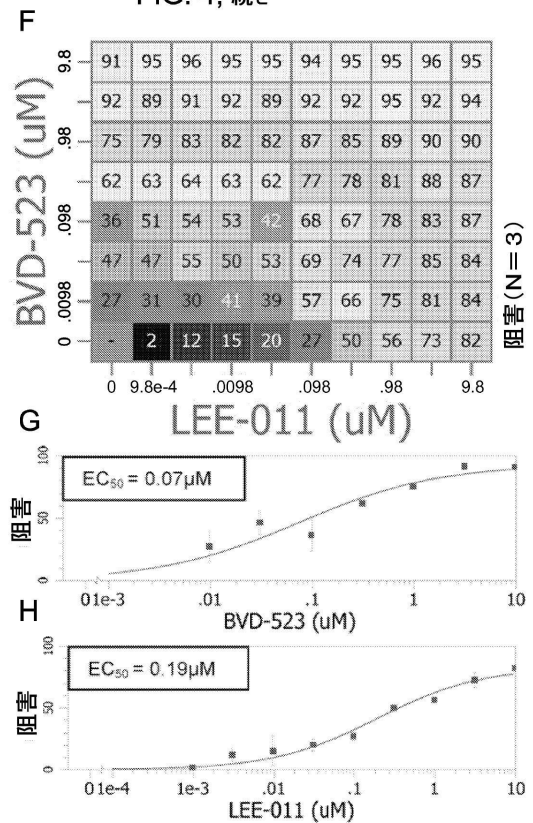 FIG. 4, 続き
F
BVD-523 (uM)
9.8
.98
.098
.0098
0
91 95 96 95 95 94 95 95 96 95
92 89 91 92 89 92 92 95 92 94
75 79 83 82 82 87 85 89 90 90
62 63 64 63 62 77 78 81 88 87
36 51 54 53 42 68 67 78 83 87
47 47 55 50 53 69 74 77 85 84
27 31 30 41 39 57 66 75 81 84
- 2 12 15 20 27 50 56 73 82
阻害(N=3)
0 9.8e-4 .0098 .098 .98 9.8
LEE-011 (uM)
G
阻害
100
50
0
EC50 = 0.07µM
01e-3 .01 .1 1 10
BVD-523 (uM)
H
阻害
100
50
0
EC50 = 0.19µM
01e-4 1e-3 .01 .1 1 10
LEE-011 (uM)